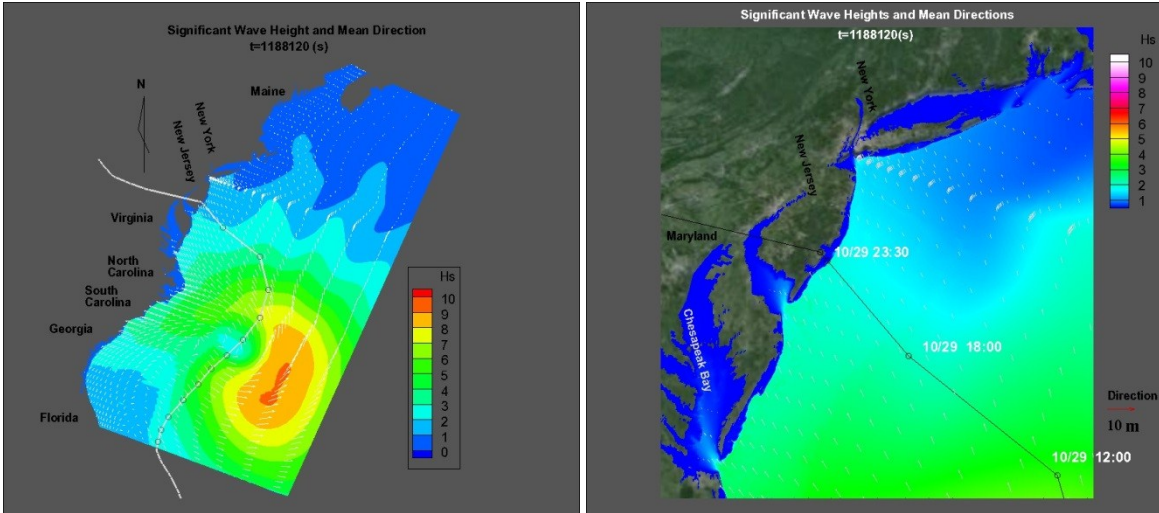 Significant Wave Height and Mean Direction
t=1188120 (s)
N
Maine
New York
New Jersey
Virginia
North
Carolina
South
Carolina
Georgia
Florida
Hs
10
9
8
7
6
5
4
3
2
1
0
Significant Wave Heights and Mean Directions
t=1188120(s)
Hs
10
9
8
7
6
5
4
3
2
1
New York
New Jersey
Maryland
10/29 23:30
Chesapeak Bay
10/29 18:00
Direction
10 m
10/29 12:00